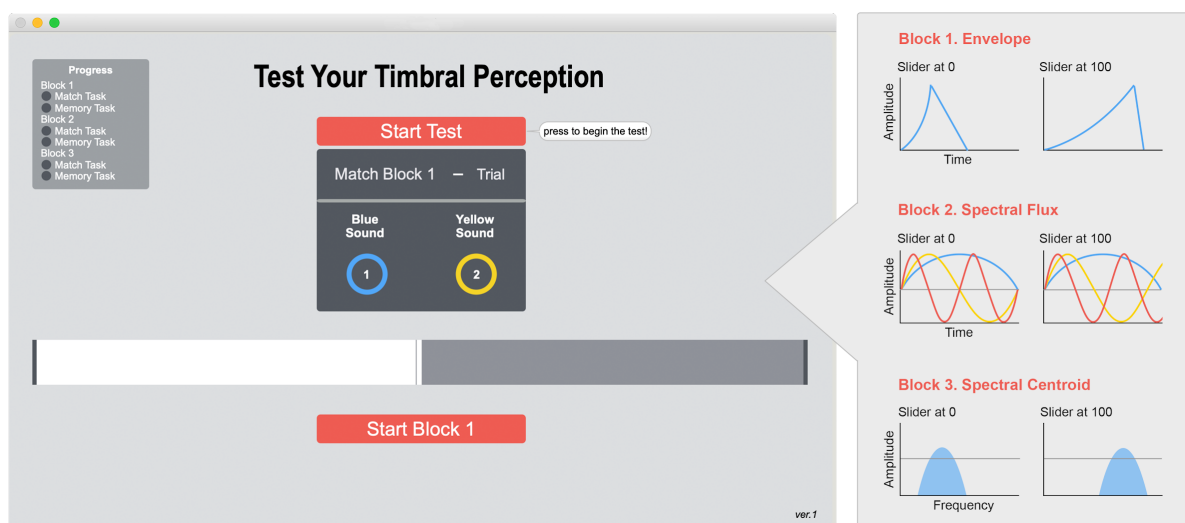 Test Your Timbral Perception
Progress
Block 1
Match Task
Memory Task
Block 2
Match Task
Memory Task
Block 3
Match Task
Memory Task
Start Test
press to begin the test!
Match Block 1 – Trial
Blue Sound
Yellow Sound
1
2
Start Block 1
ver.1
Block 1. Envelope
Slider at 0
Slider at 100
Amplitude
Time
Block 2. Spectral Flux
Slider at 0
Slider at 100
Amplitude
Time
Block 3. Spectral Centroid
Slider at 0
Slider at 100
Amplitude
Frequency